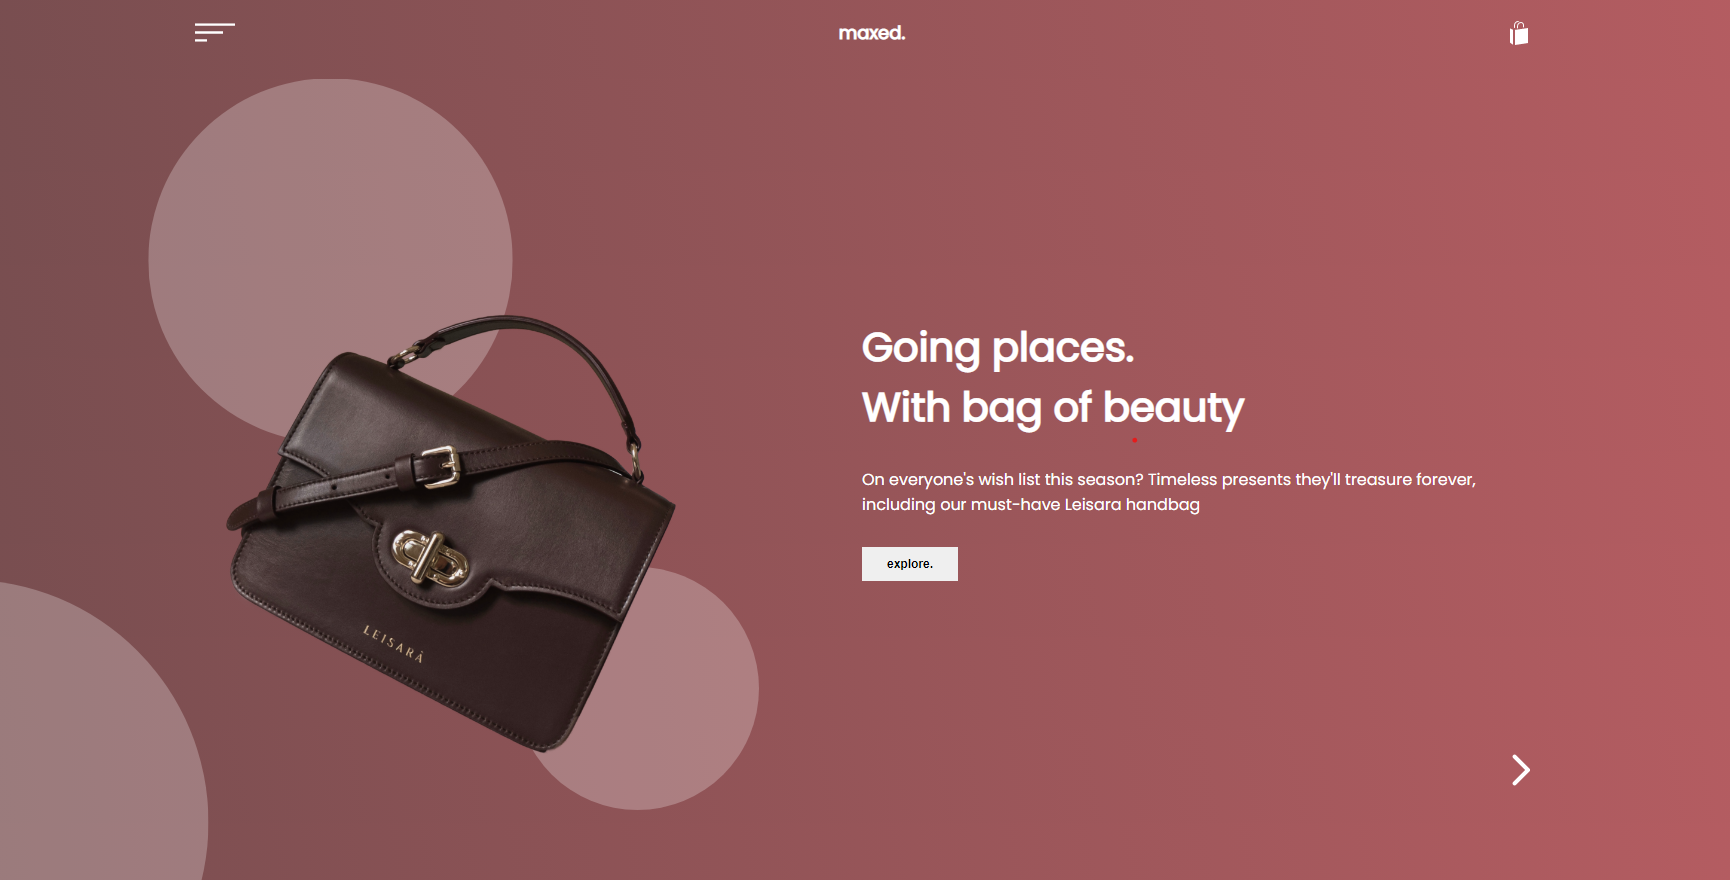 maxed.
Going places.
With bag of beauty
On everyone's wish list this season? Timeless presents they'll treasure forever,
including our must-have Leisara handbag
explore.
LEISARÀ